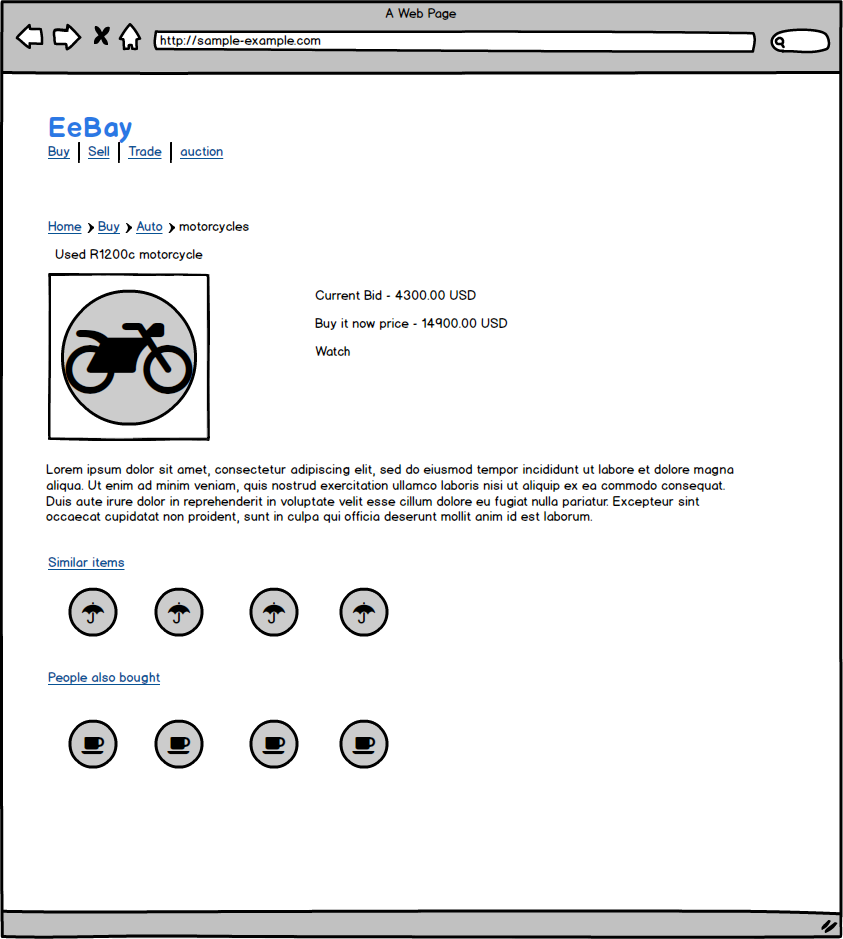 A Web Page
http://sample-example.com
EeBay
Buy Sell Trade auction
Home Buy Auto motorcycles
Used R1200c motorcycle
Current Bid - 4300.00 USD
Buy it now price - 14900.00 USD
Watch
Lorem ipsum dolor sit amet, consectetur adipiscing elit, sed do eiusmod tempor incididunt ut labore et dolore magna
aliqua. Ut enim ad minim veniam, quis nostrud exercitation ullamco laboris nisi ut aliquip ex ea commodo consequat.
Duis aute irure dolor in reprehenderit in voluptate velit esse cillum dolore eu fugiat nulla pariatur. Excepteur sint
occaecat cupidatat non proident, sunt in culpa qui officia deserunt mollit anim id est laborum.
Similar items
People also bought